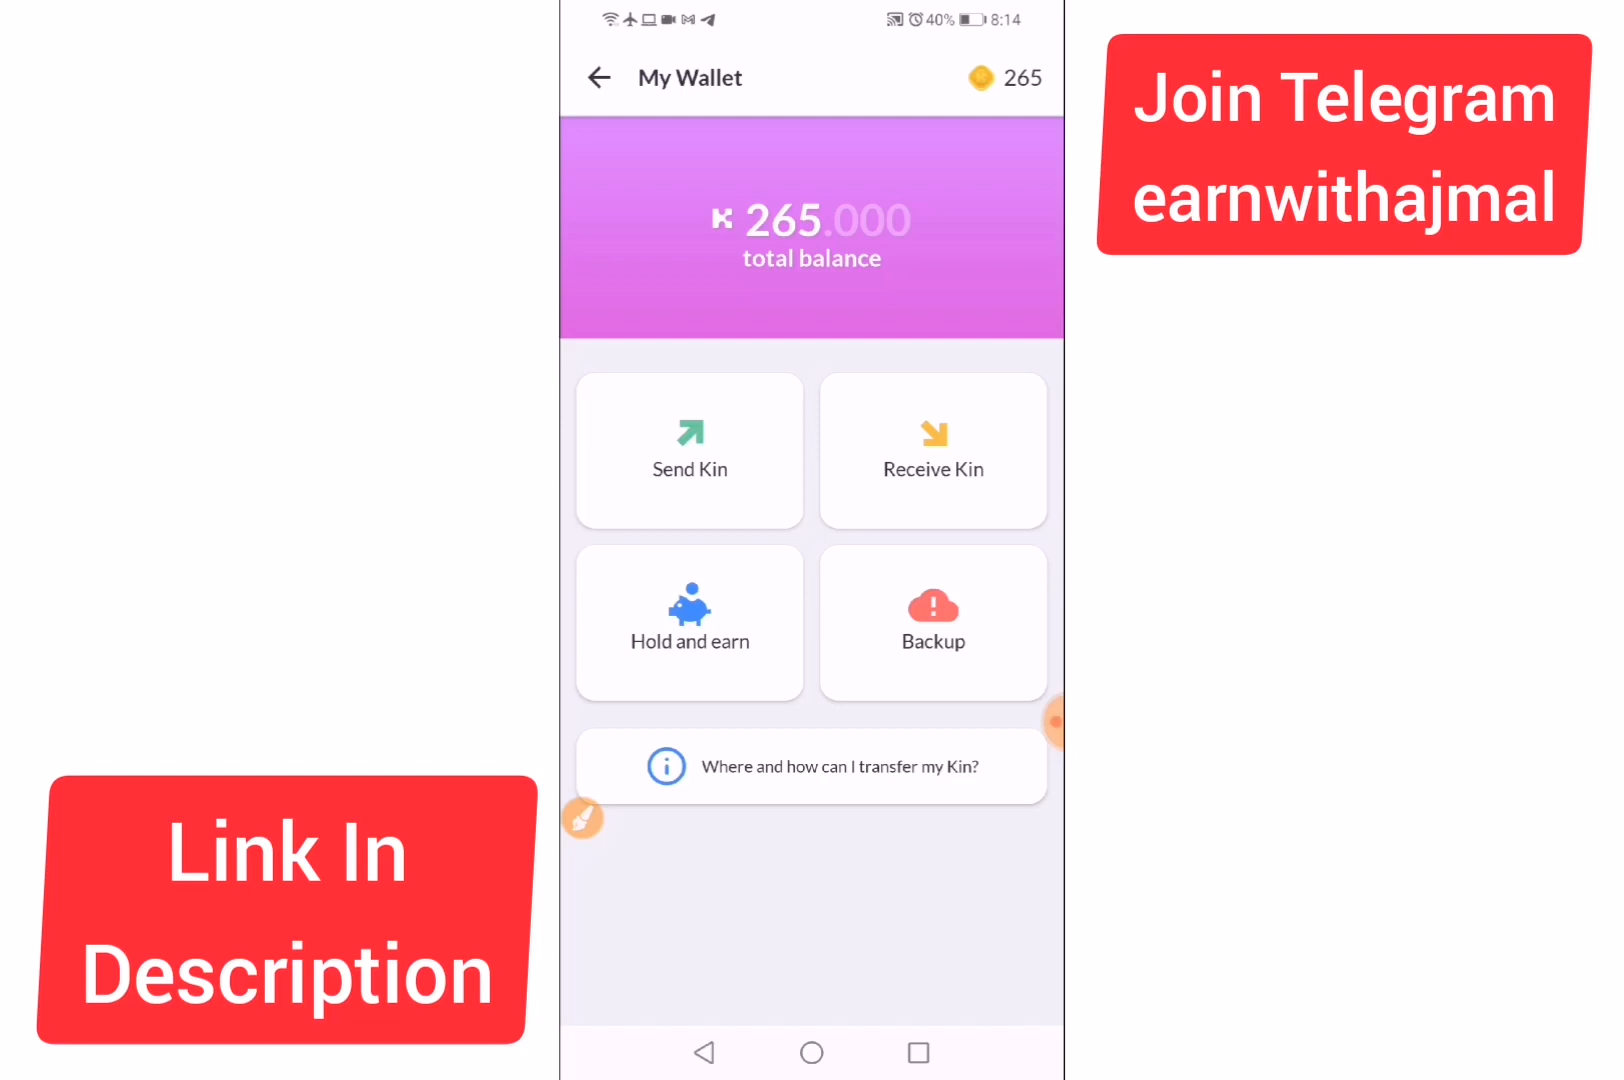 40% 8:14
My Wallet
265
Join Telegram
earnwithajmal
265.000
total balance
Send Kin
Receive Kin
Hold and earn
Backup
Where and how can I transfer my Kin?
Link In
Description